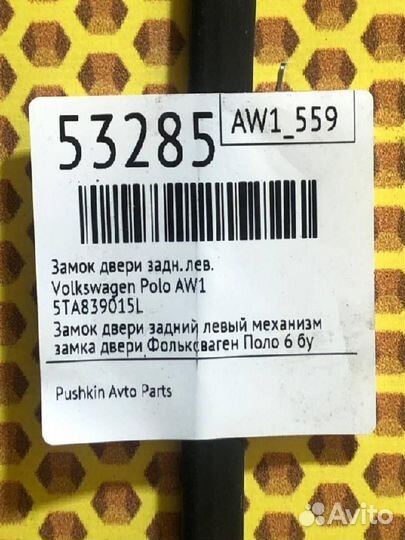 53285
AW1_559
Замок двери задн.лев.
Volkswagen Polo AW1
5TA839015L
Замок двери задний левый механизм
замка двери Фольксваген Поло 6 бу
Pushkin Avto Parts
Avito